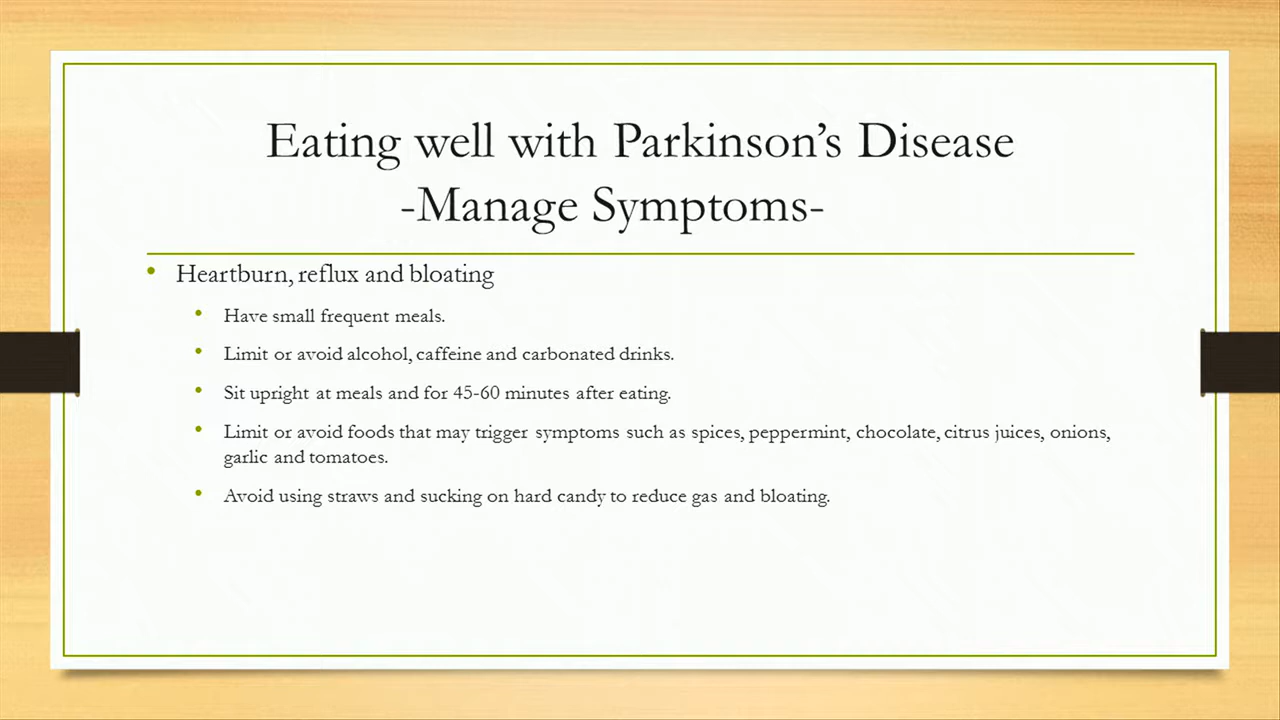 Eating well with Parkinson’s Disease
-Manage Symptoms-
• Heartburn, reflux and bloating
• Have small frequent meals.
• Limit or avoid alcohol, caffeine and carbonated drinks.
• Sit upright at meals and for 45-60 minutes after eating.
• Limit or avoid foods that may trigger symptoms such as spices, peppermint, chocolate, citrus juices, onions,
garlic and tomatoes.
• Avoid using straws and sucking on hard candy to reduce gas and bloating.